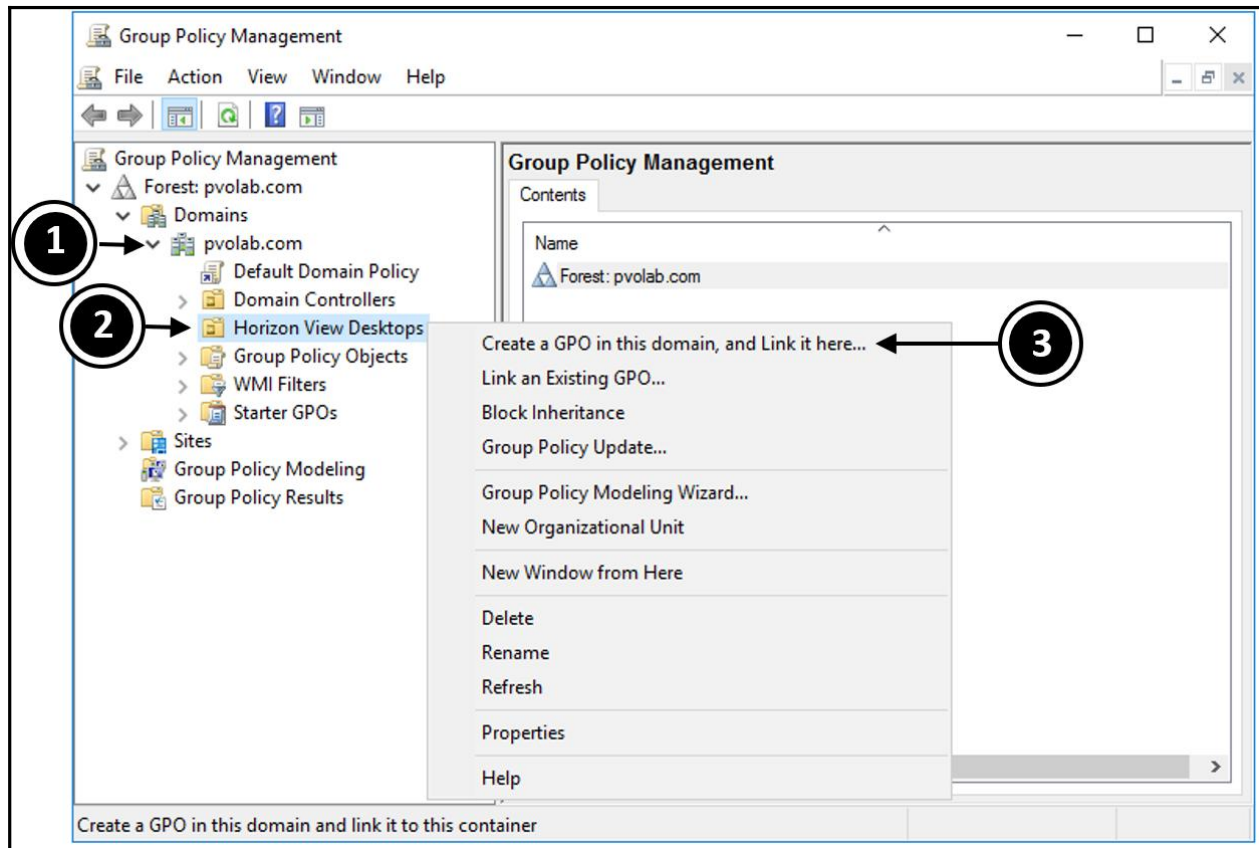 Group Policy Management
File Action View Window Help
Group Policy Management
Forest: pvolab.com
Domains
1
pvolab.com
Default Domain Policy
Domain Controllers
2
Horizon View Desktops
Group Policy Objects
WMI Filters
Starter GPOs
Sites
Group Policy Modeling
Group Policy Results
Group Policy Management
Contents
Name
Forest: pvolab.com
Create a GPO in this domain, and Link it here...
3
Link an Existing GPO...
Block Inheritance
Group Policy Update...
Group Policy Modeling Wizard...
New Organizational Unit
New Window from Here
Delete
Rename
Refresh
Properties
Help
Create a GPO in this domain and link it to this container